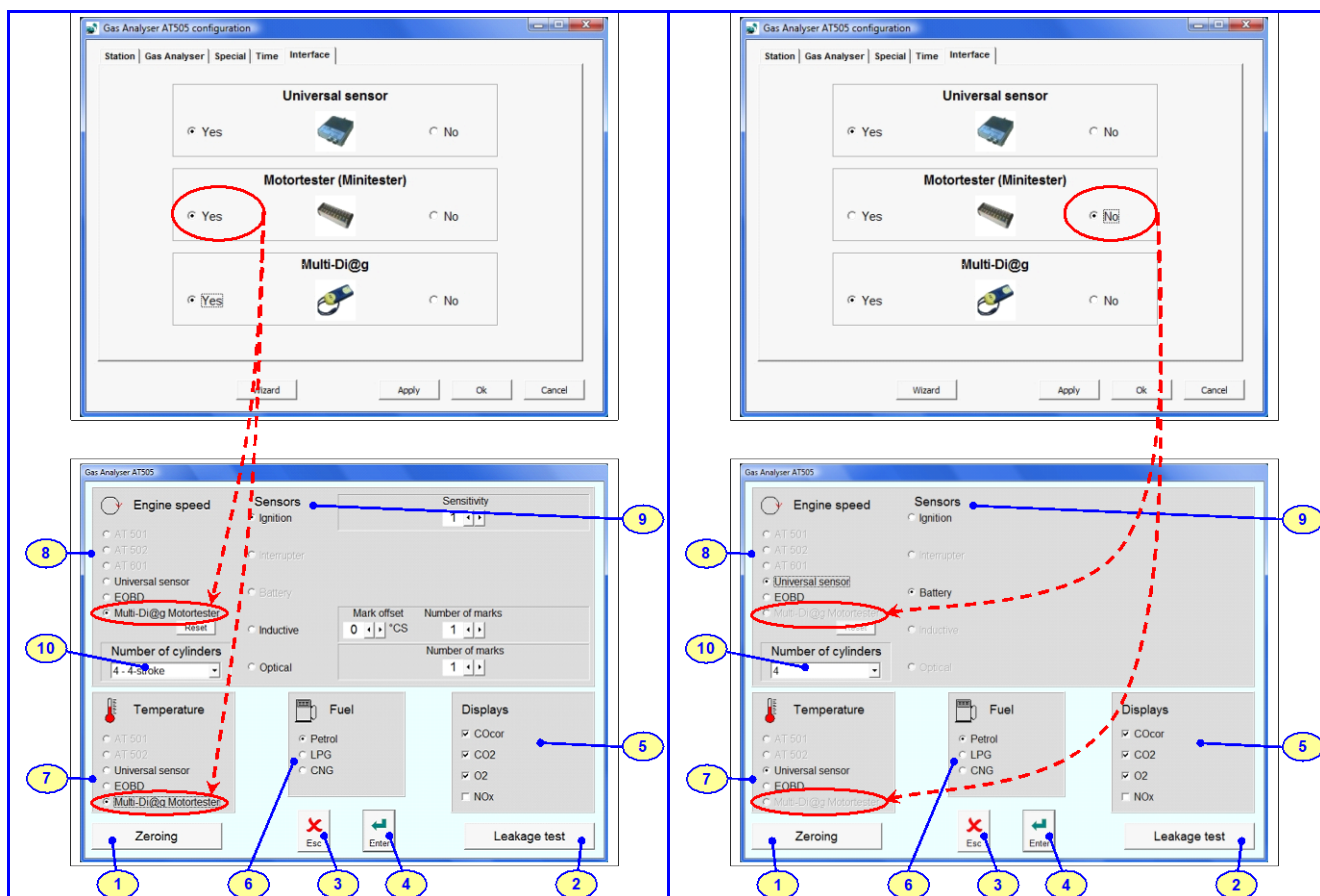 Gas Analyser AT505 configuration
Station Gas Analyser Special Time Interface
Universal sensor
Yes No
Motortester (Minitester)
Yes No
Multi-Di@g
Yes No
Wizard Apply Ok Cancel
Gas Analyser AT505
Engine speed Sensors Sensitivity
Ignition 1
9
AT 501
8
AT 502
Interrupter
AT 601
Universal sensor
Battery
EOBD
Multi-Di@g Motortester
Mark offset Number of marks
Reset
Inductive 0 °CS 1
10
Number of cylinders
Number of marks
4 - 4-stroke
Optical 1
Temperature Fuel Displays
AT 501
Petrol COcor
AT 502
LPG CO2
5
Universal sensor
CNG
7
EOBD
O2
Multi-Di@g Motortester
NOx
Zeroing Esc Enter Leakage test
1 6 3 4 2
Gas Analyser AT505 configuration
Station Gas Analyser Special Time Interface
Universal sensor
Yes No
Motortester (Minitester)
Yes No
Multi-Di@g
Yes No
Wizard Apply Ok Cancel
Gas Analyser AT505
Engine speed Sensors
Ignition
9
AT 501
8
AT 502
Interrupter
AT 601
Universal sensor
Battery
EOBD
Multi-Di@g Motortester
Reset
Inductive
10
Number of cylinders
4
Optical
Temperature Fuel Displays
AT 501
Petrol COcor
AT 502
LPG CO2
5
Universal sensor
CNG
7
EOBD
O2
Multi-Di@g Motortester
NOx
Zeroing Esc Enter Leakage test
1 6 3 4 2